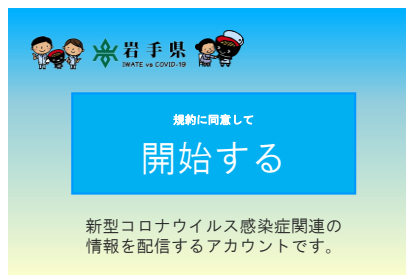 岩手県
IWATE vs COVID-19
規約に同意して
開始する
新型コロナウイルス感染症関連の
情報を配信するアカウントです。